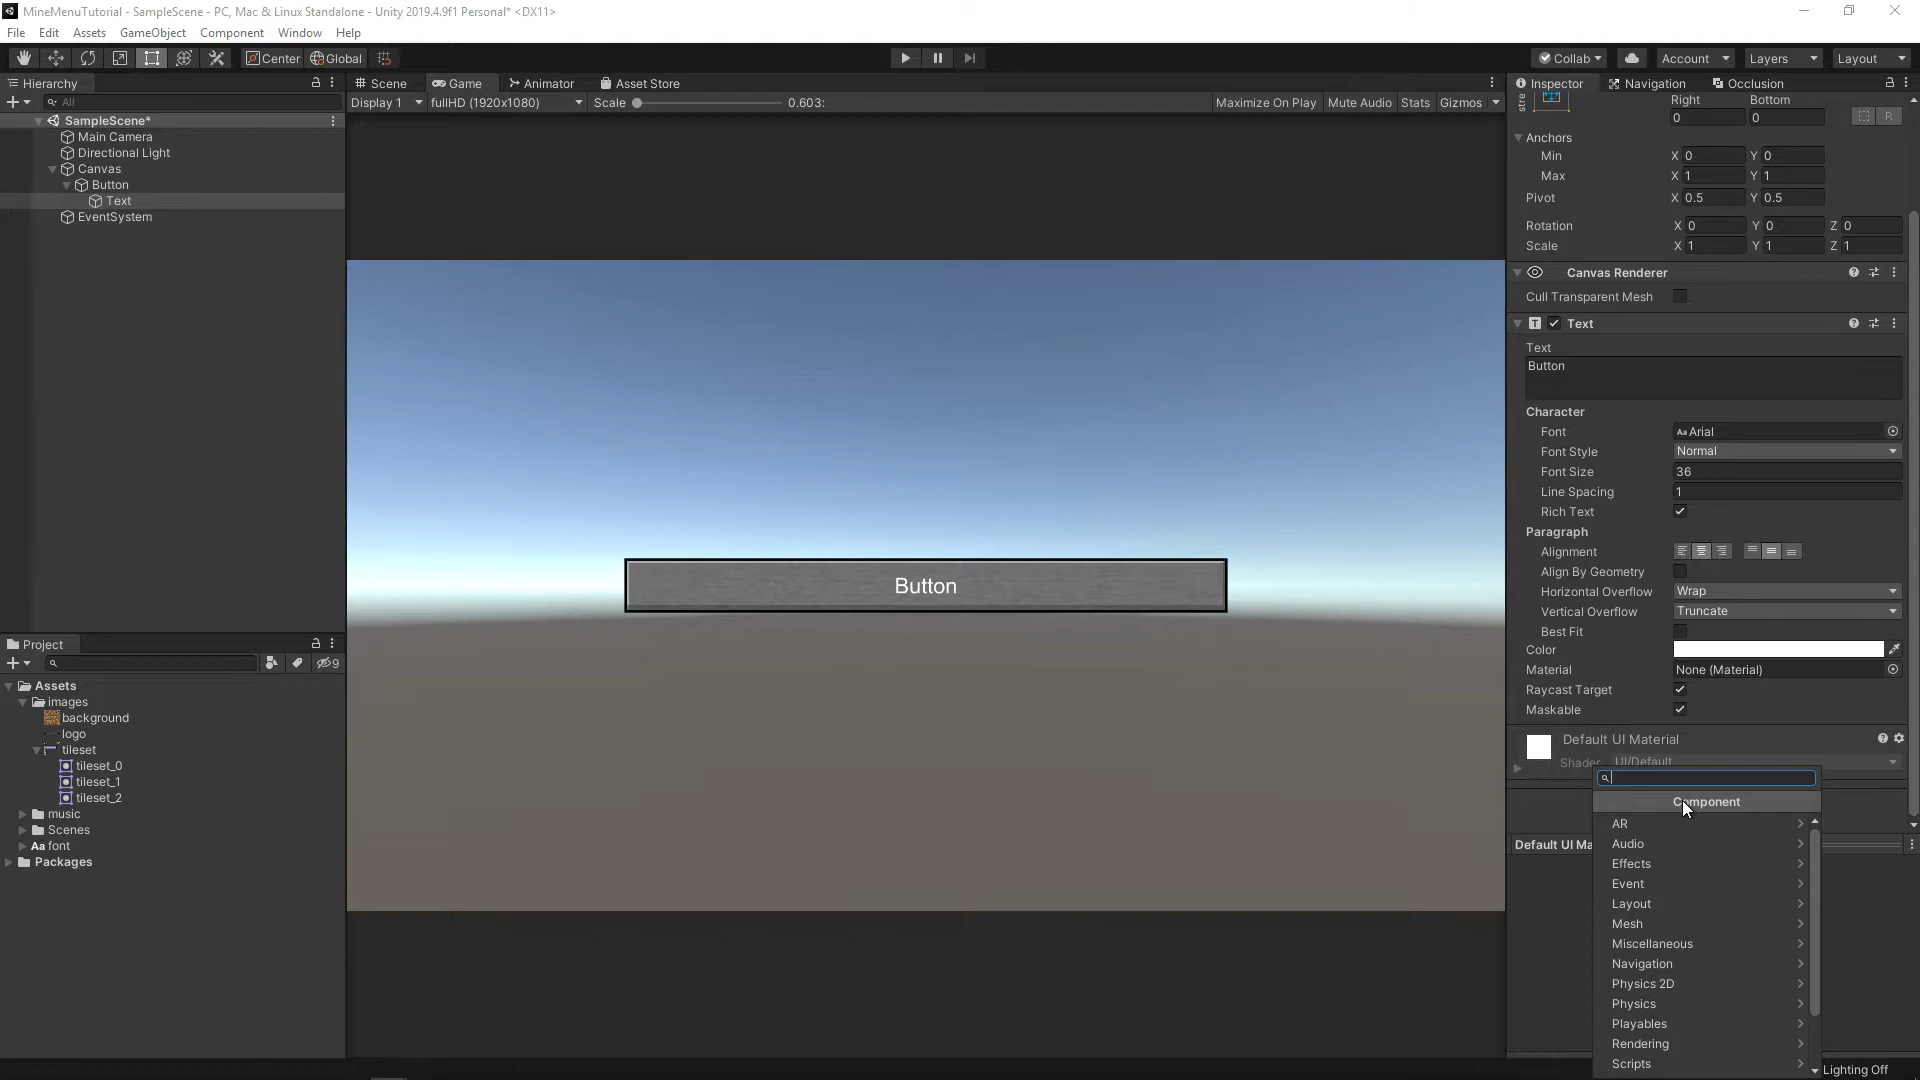 MineMenuTutorial - SampleScene - PC, Mac & Linux Standalone - Unity 2019.4.9f1 Personal* <DX11>
File Edit Assets GameObject Component Window Help
Center Global Collab Account Layers Layout
Hierarchy
All
SampleScene*
Main Camera
Directional Light
Canvas
Button
Text
EventSystem
Scene Game Animator Asset Store
Display 1 fullHD (1920x1080) Scale 0.603: Maximize On Play Mute Audio Stats Gizmos
Button
Project
9
Assets
images
background
logo
tileset
tileset_0
tileset_1
tileset_2
music
Scenes
Aa font
Packages
Inspector Navigation Occlusion
stre
Right Bottom
0 0
R
Anchors
Min X 0 Y 0
Max X 1 Y 1
Pivot X 0.5 Y 0.5
Rotation X 0 Y 0 Z 0
Scale X 1 Y 1 Z 1
Canvas Renderer
Cull Transparent Mesh
T Text
Text
Button
Character
Font Aa Arial
Font Style Normal
Font Size 36
Line Spacing 1
Rich Text
Paragraph
Alignment
Align By Geometry
Horizontal Overflow Wrap
Vertical Overflow Truncate
Best Fit
Color
Material None (Material)
Raycast Target
Maskable
Default UI Material
Shader UI/Default
Component
AR
Audio
Default UI Ma
Effects
Event
Layout
Mesh
Miscellaneous
Navigation
Physics 2D
Physics
Playables
Rendering
Scripts
Lighting Off